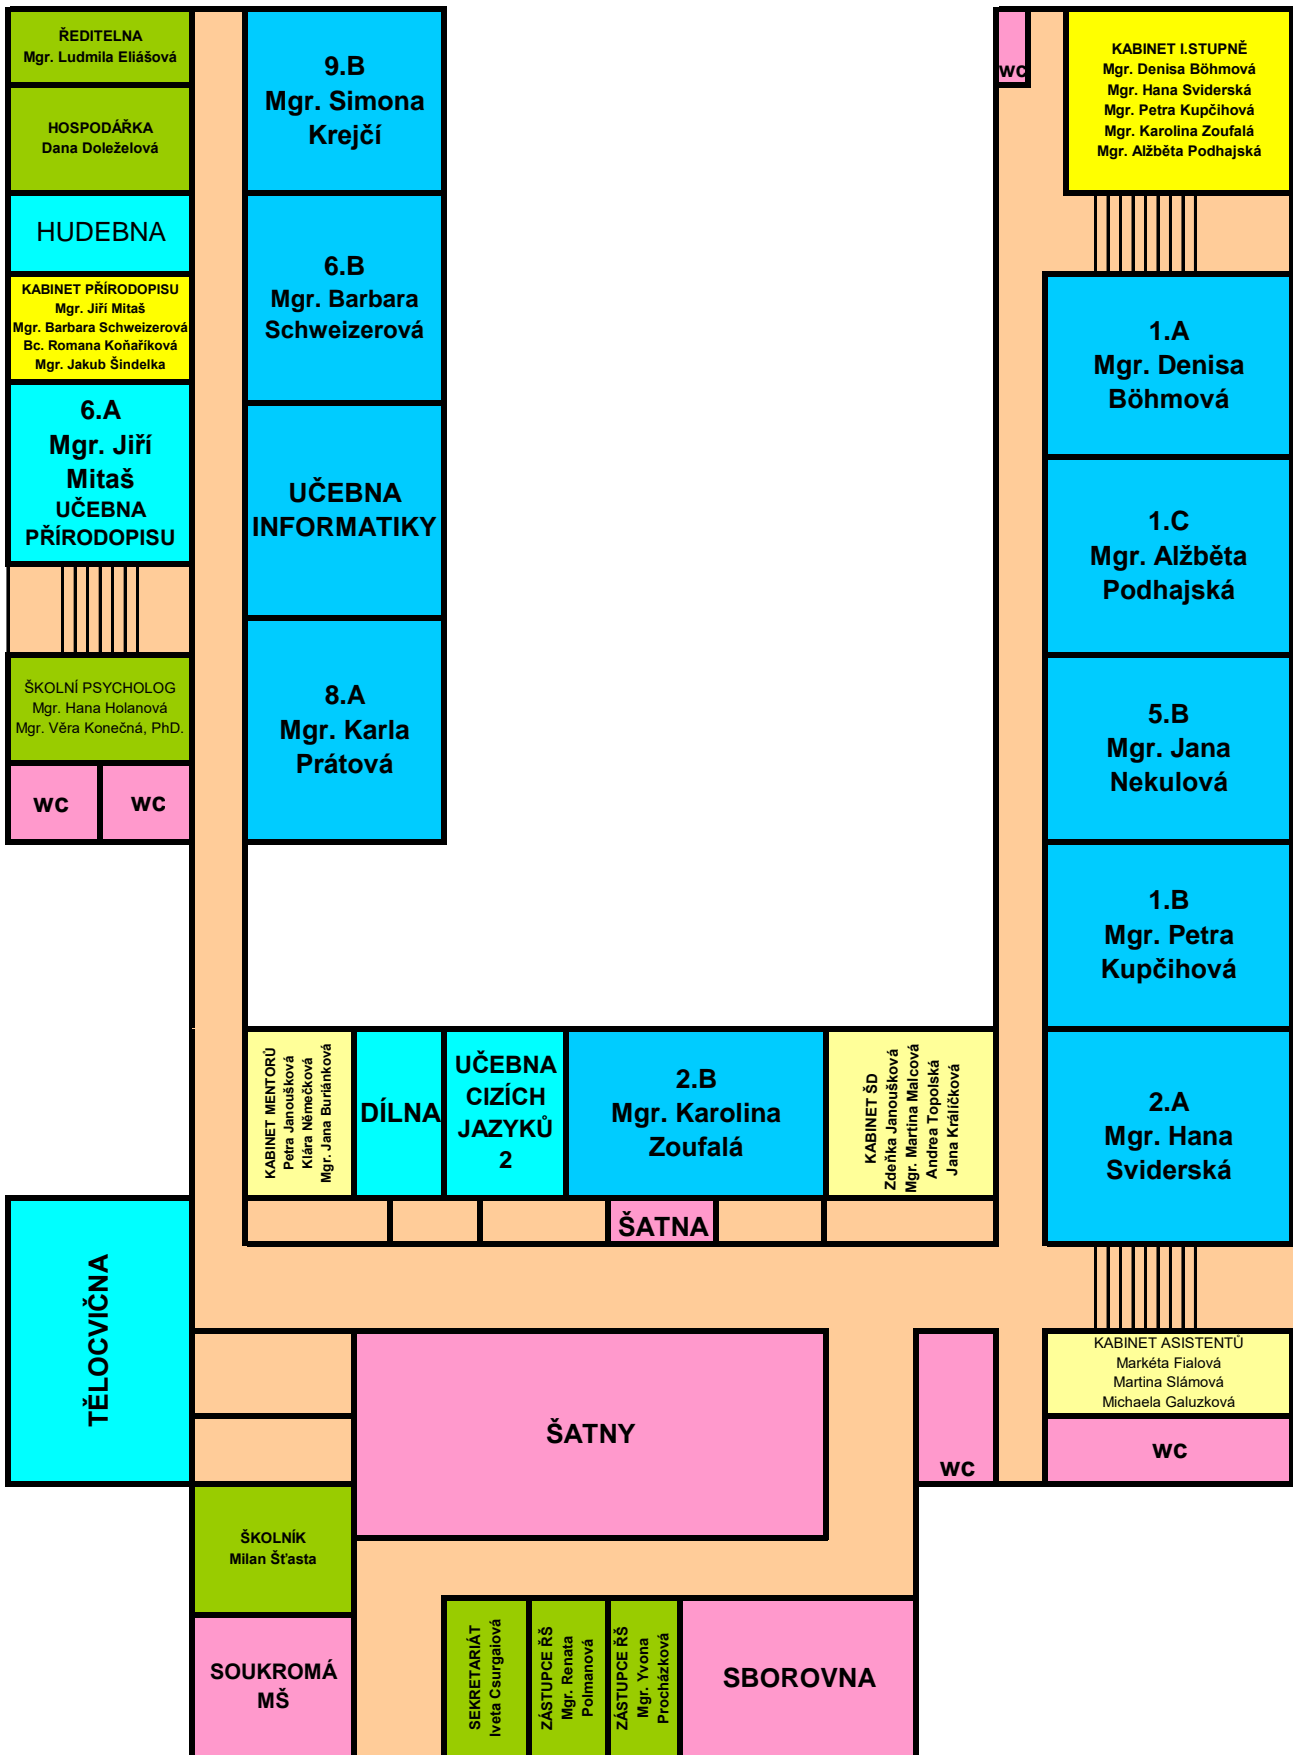 ŘEDITELNA
Mgr. Ludmila Eliášová
HOSPODÁŘKA
Dana Doleželová
HUDEBNA
KABINET PŘÍRODOPISU
Mgr. Jiří Mitaš
Mgr. Barbara Schweizerová
Bc. Romana Koňaříková
Mgr. Jakub Šindelka
6.A
Mgr. Jiří
Mitaš
UČEBNA
PŘÍRODOPISU
ŠKOLNÍ PSYCHOLOG
Mgr. Hana Holanová
Mgr. Věra Konečná, PhD.
WC
WC
9.B
Mgr. Simona
Krejčí
6.B
Mgr. Barbara
Schweizerová
UČEBNA
INFORMATIKY
8.A
Mgr. Karla
Prátová
WC
KABINET I.STUPNĚ
Mgr. Denisa Böhmová
Mgr. Hana Sviderská
Mgr. Petra Kupčihová
Mgr. Karolina Zoufalá
Mgr. Alžběta Podhajská
1.A
Mgr. Denisa
Böhmová
1.C
Mgr. Alžběta
Podhajská
5.B
Mgr. Jana
Nekulová
1.B
Mgr. Petra
Kupčihová
2.A
Mgr. Hana
Sviderská
KABINET MENTORŮ
Petra Janoušková
Klára Němečková
Mgr. Jana Buriánková
DÍLNA
UČEBNA
CIZÍCH
JAZYKŮ
2
2.B
Mgr. Karolina
Zoufalá
KABINET ŠD
Zdeňka Janoušková
Mgr. Martina Malcová
Andrea Topolská
Jana Králíčková
ŠATNA
TĚLOCVIČNA
ŠATNY
WC
KABINET ASISTENTŮ
Markéta Fialová
Martina Slámová
Michaela Galuzková
WC
ŠKOLNÍK
Milan Šťasta
SOUKROMÁ
MŠ
SEKRETARIÁT
Iveta Csurgaiová
ZÁSTUPCE ŘŠ
Mgr. Renata
Polmanová
ZÁSTUPCE ŘŠ
Mgr. Yvona
Procházková
SBOROVNA